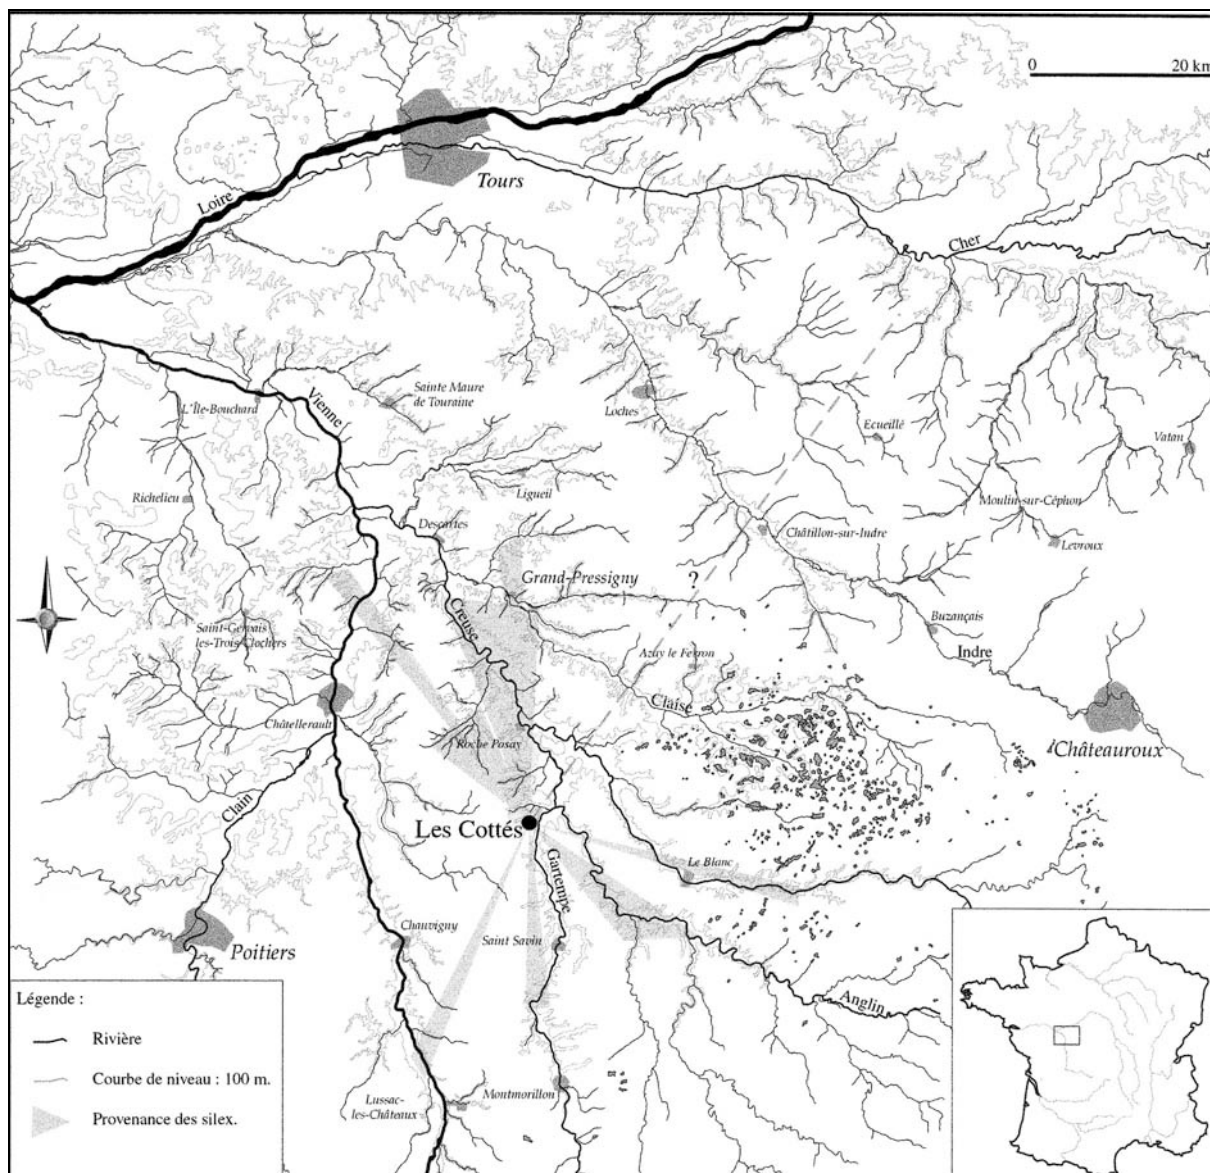 0 20 km
Tours
Loire
Cher
Vienne
Sainte Maure
de Touraine
L'Île-Bouchard
Loches
Ecueillé
Vatan
Richelieu
Ligueil
Moulin-sur-Céphon
Descartes
Châtillon-sur-Indre
Levroux
Grand-Pressigny
?
Creuse
Buzançais
Saint-Gervais
les-Trois-Clochers
Azay le Ferron
Indre
Claise
Châtellerault
Roche Posay
Châteauroux
Clain
Les Cottés
Gartempe
Le Blanc
Chauvigny
Saint Savin
Poitiers
Anglin
Légende :
Rivière
Courbe de niveau : 100 m.
Provenance des silex.
Lussac-
les-Châteaux
Montmorillon